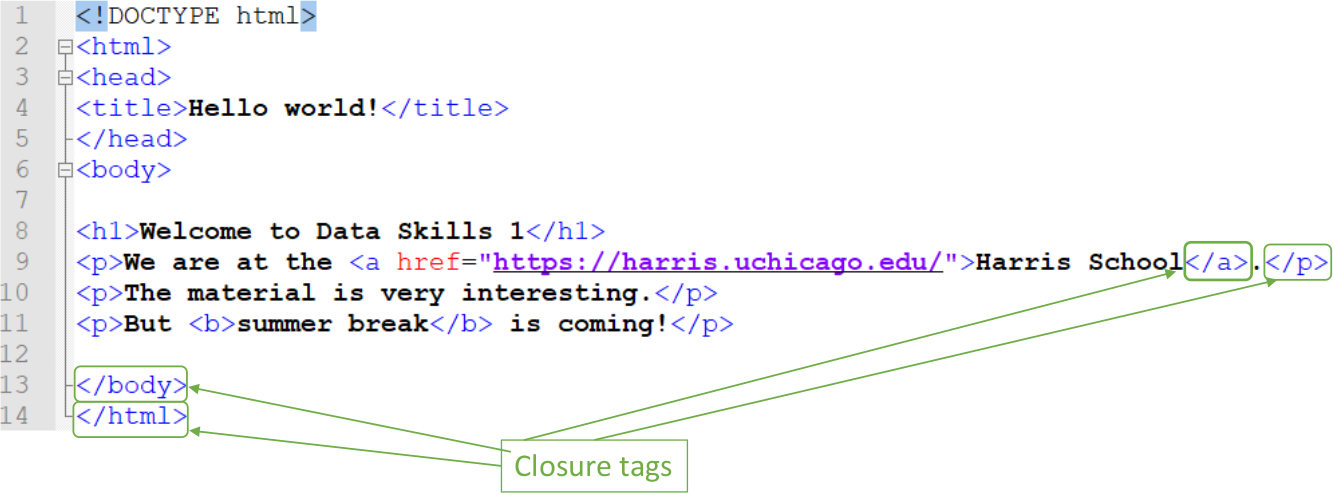 1 <!DOCTYPE html>
2 <html>
3 <head>
4 <title>Hello world!</title>
5 </head>
6 <body>
7
8 <h1>Welcome to Data Skills 1</h1>
9 <p>We are at the <a href="https://harris.uchicago.edu/">Harris School</a>.</p>
10 <p>The material is very interesting.</p>
11 <p>But <b>summer break</b> is coming!</p>
12
13 </body>
14 </html>
Closure tags